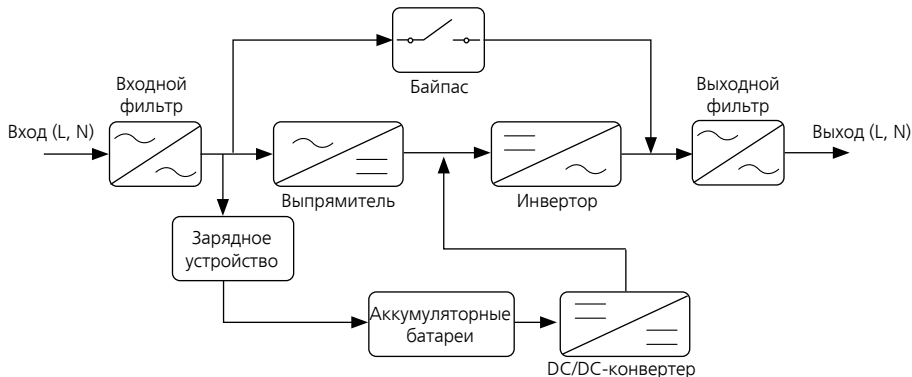 Байпас
Входной
фильтр
Выходной
фильтр
Вход (L, N)
Выход (L, N)
Выпрямитель
Инвертор
Зарядное
устройство
Аккумуляторные
батареи
DC/DC-конвертер